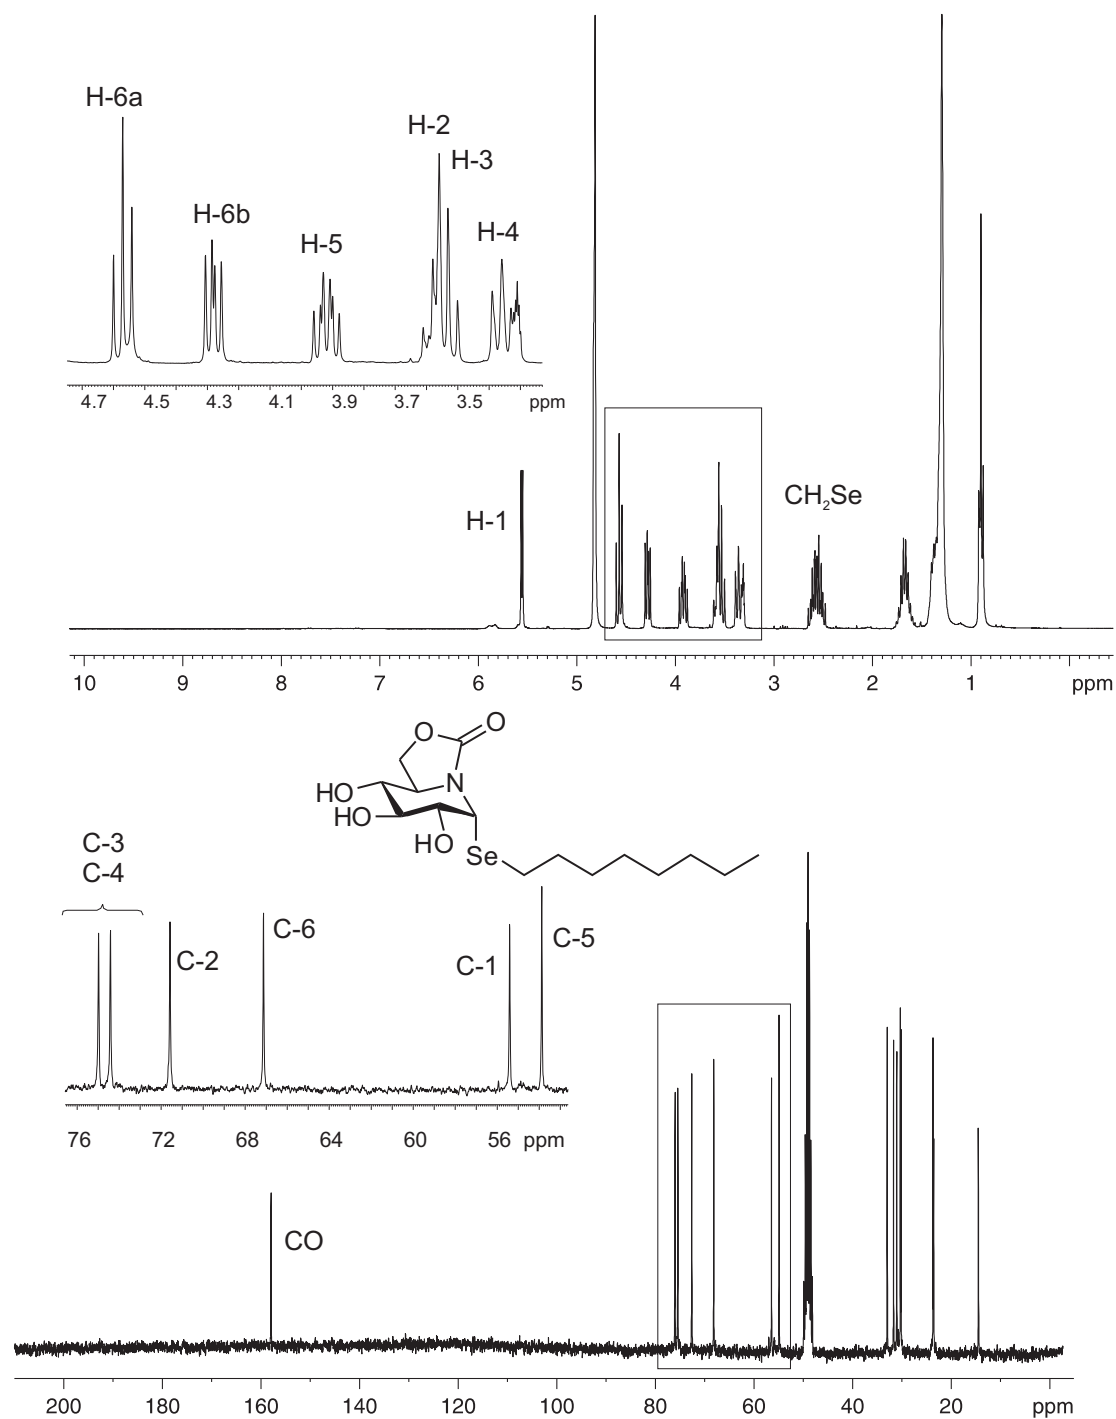 H-6a
H-2
H-3
H-6b
H-5
H-4
4.7 4.5 4.3 4.1 3.9 3.7 3.5 ppm
CH2Se
H-1
10 9 8 7 6 5 4 3 2 1 ppm
O
O
N
HO
HO
HO
Se
C-3
C-4
C-6
C-5
C-2
C-1
76 72 68 64 60 56 ppm
CO
200 180 160 140 120 100 80 60 40 20 ppm